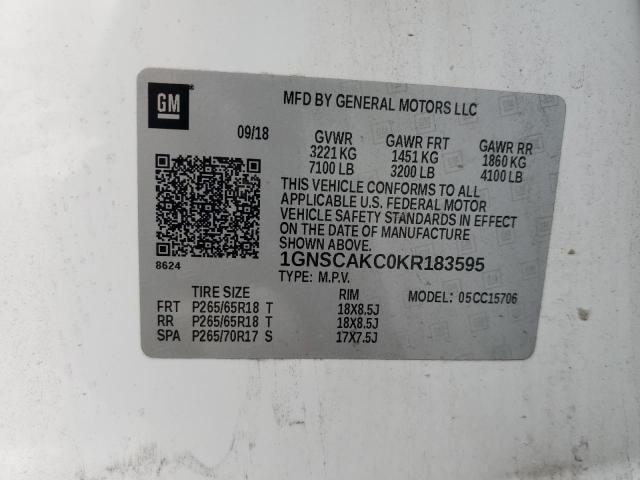 GM
MFD BY GENERAL MOTORS LLC
09/18 GVWR GAWR FRT GAWR RR
3221 KG 1451 KG 1860 KG
7100 LB 3200 LB 4100 LB
THIS VEHICLE CONFORMS TO ALL
APPLICABLE U.S. FEDERAL MOTOR
VEHICLE SAFETY STANDARDS IN EFFECT
ON THE DATE OF MANUFACTURE
SHOWN ABOVE.
8624
1GNSCAKC0KR183595
TYPE: M.P.V.
TIRE SIZE RIM MODEL: 05CC15706
FRT P265/65R18 T 18X8.5J
RR P265/65R18 T 18X8.5J
SPA P265/70R17 S 17X7.5J